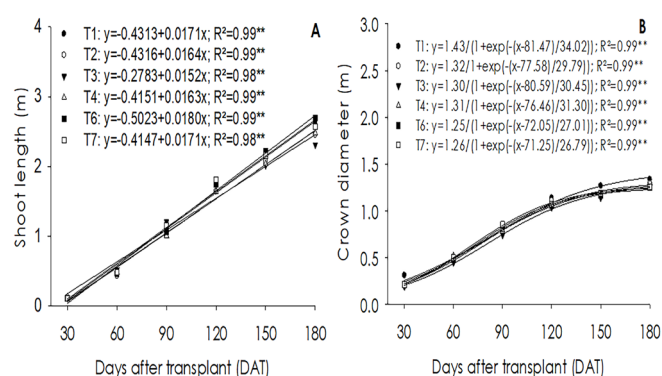 A
T1: y=-0.4313+0.0171x; R²=0.99**
T2: y=-0.4316+0.0164x; R²=0.99**
T3: y=-0.2783+0.0152x; R²=0.98**
T4: y=-0.4151+0.0163x; R²=0.99**
T6: y=-0.5023+0.0180x; R²=0.99**
T7: y=-0.4147+0.0171x; R²=0.98**
Shoot length (m)
4
3
2
1
0
30 60 90 120 150 180
Days after transplant (DAT)
B
T1: y=1.43/(1+exp(-(x-81.47)/34.02)); R²=0.99**
T2: y=1.32/1+exp(-(x-77.58)/29.79)); R²=0.99**
T3: y=1.30/(1+exp(-(x-80.59)/30.45)); R²=0.99**
T4: y=1.31/(1+exp(-(x-76.46)/31.30)); R²=0.99**
T6: y=1.25/(1+exp(-(x-72.05)/27.01)); R²=0.99**
T7: y=1.26/(1+exp(-(x-71.25)/26.79)); R²=0.99**
Crown diameter (m)
3.0
2.5
2.0
1.5
1.0
0.5
0.0
30 60 90 120 150 180
Days after transplant (DAT)